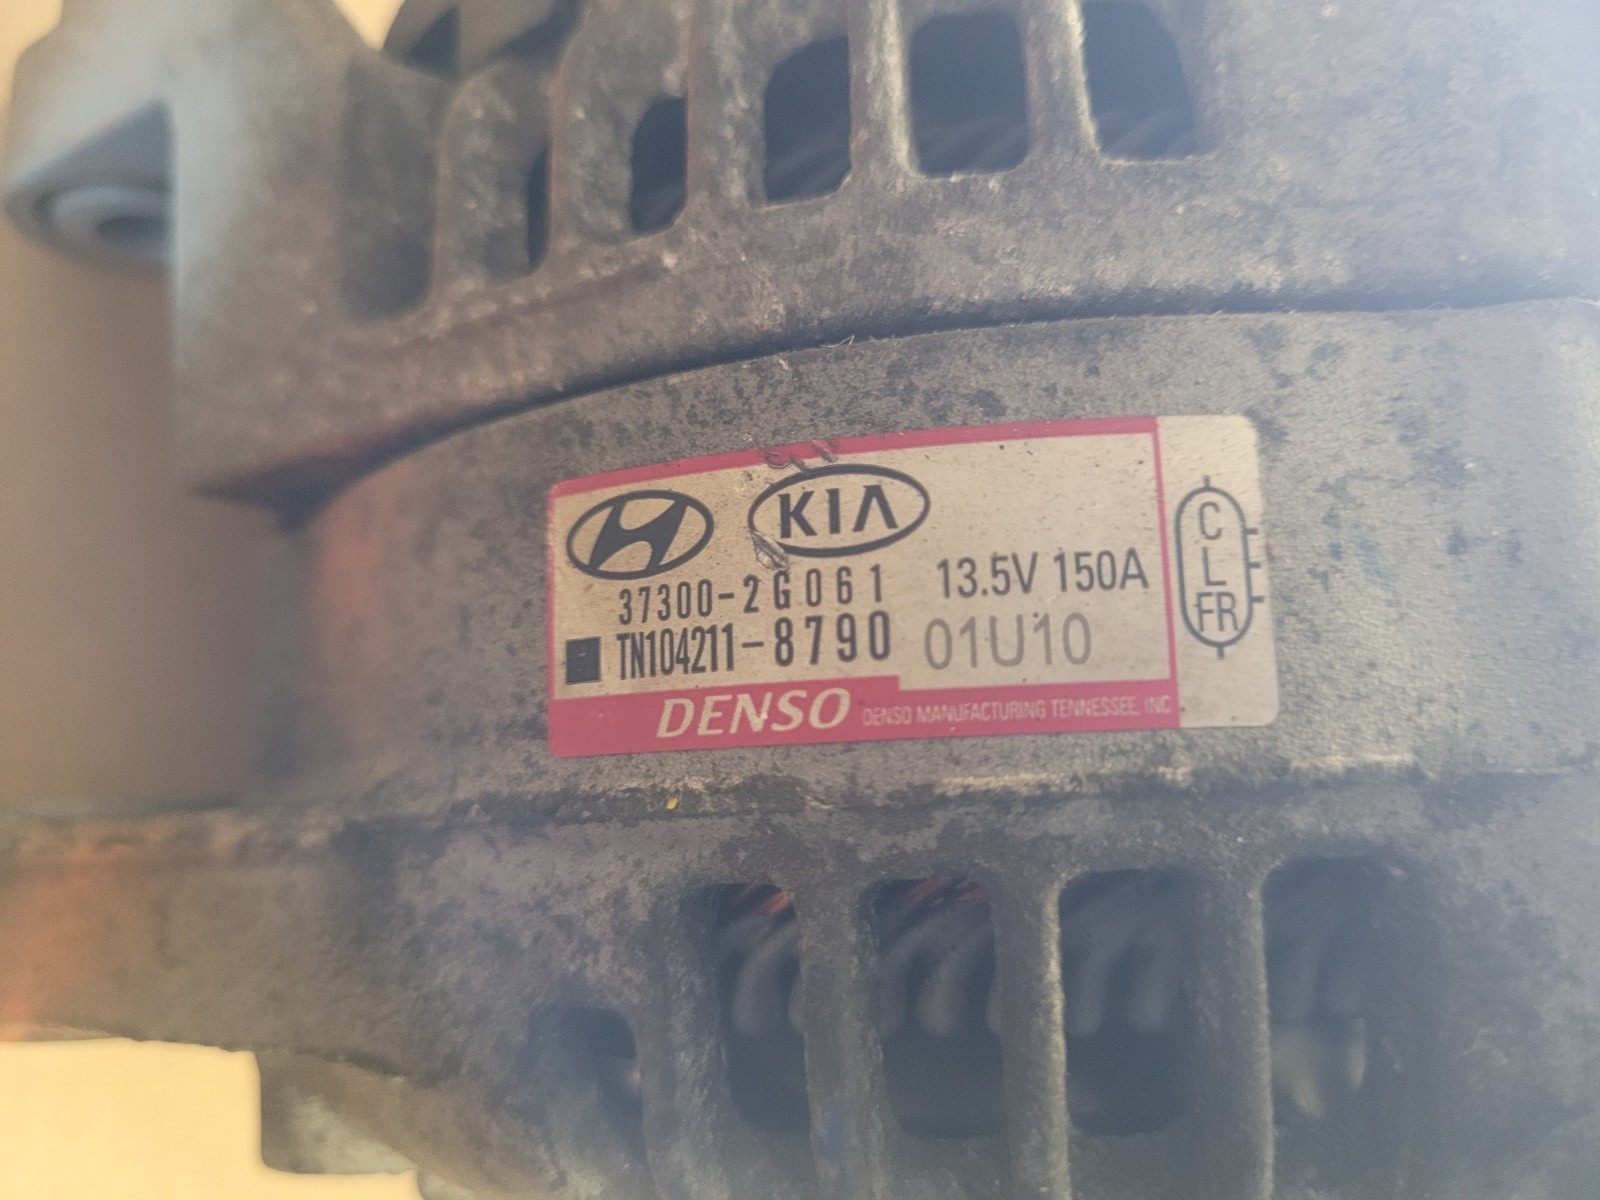 KIA
37300-2G061 13.5V 150A
TN104211-8790 01U10
DENSO DENSO MANUFACTURING TENNESSEE, INC
C
L
FR